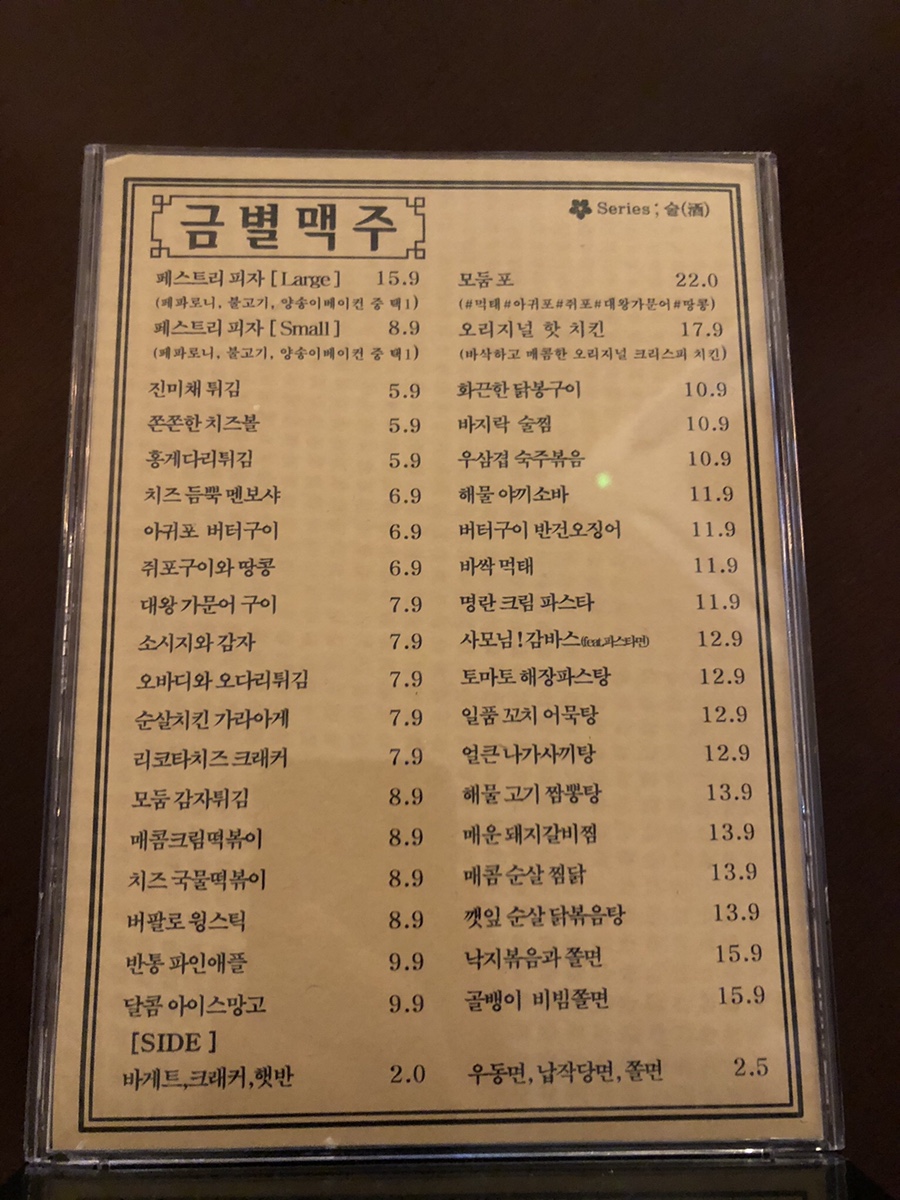 금별맥주
Series ; 술(酒)
페스트리 피자 [ Large ] 15.9
(페파로니, 불고기, 양송이베이컨 중 택1)
페스트리 피자 [ Small ] 8.9
(페파로니, 불고기, 양송이베이컨 중 택1)
진미채 튀김 5.9
쫀쫀한 치즈볼 5.9
홍게다리튀김 5.9
치즈 듬뿍 멘보샤 6.9
아귀포 버터구이 6.9
쥐포구이와 땅콩 6.9
대왕 가문어 구이 7.9
소시지와 감자 7.9
오바디와 오다리튀김 7.9
순살치킨 가라아게 7.9
리코타치즈 크래커 7.9
모둠 감자튀김 8.9
매콤크림떡볶이 8.9
치즈 국물떡볶이 8.9
버팔로 윙스틱 8.9
반통 파인애플 9.9
달콤 아이스망고 9.9
모둠 포 22.0
(#먹태#아귀포#쥐포#대왕가문어#땅콩)
오리지널 핫 치킨 17.9
(바삭하고 매콤한 오리지널 크리스피 치킨)
화끈한 닭봉구이 10.9
바지락 술찜 10.9
우삼겹 숙주볶음 10.9
해물 야끼소바 11.9
버터구이 반건오징어 11.9
바싹 먹태 11.9
명란 크림 파스타 11.9
사모님! 감바스(feat.파스타면) 12.9
토마토 해장파스탕 12.9
일품 꼬치 어묵탕 12.9
얼큰 나가사끼탕 12.9
해물 고기 짬뽕탕 13.9
매운 돼지갈비찜 13.9
매콤 순살 찜닭 13.9
깻잎 순살 닭볶음탕 13.9
낙지볶음과 쫄면 15.9
골뱅이 비빔쫄면 15.9
[SIDE ]
바게트,크래커,햇반 2.0
우동면, 납작당면, 쫄면 2.5